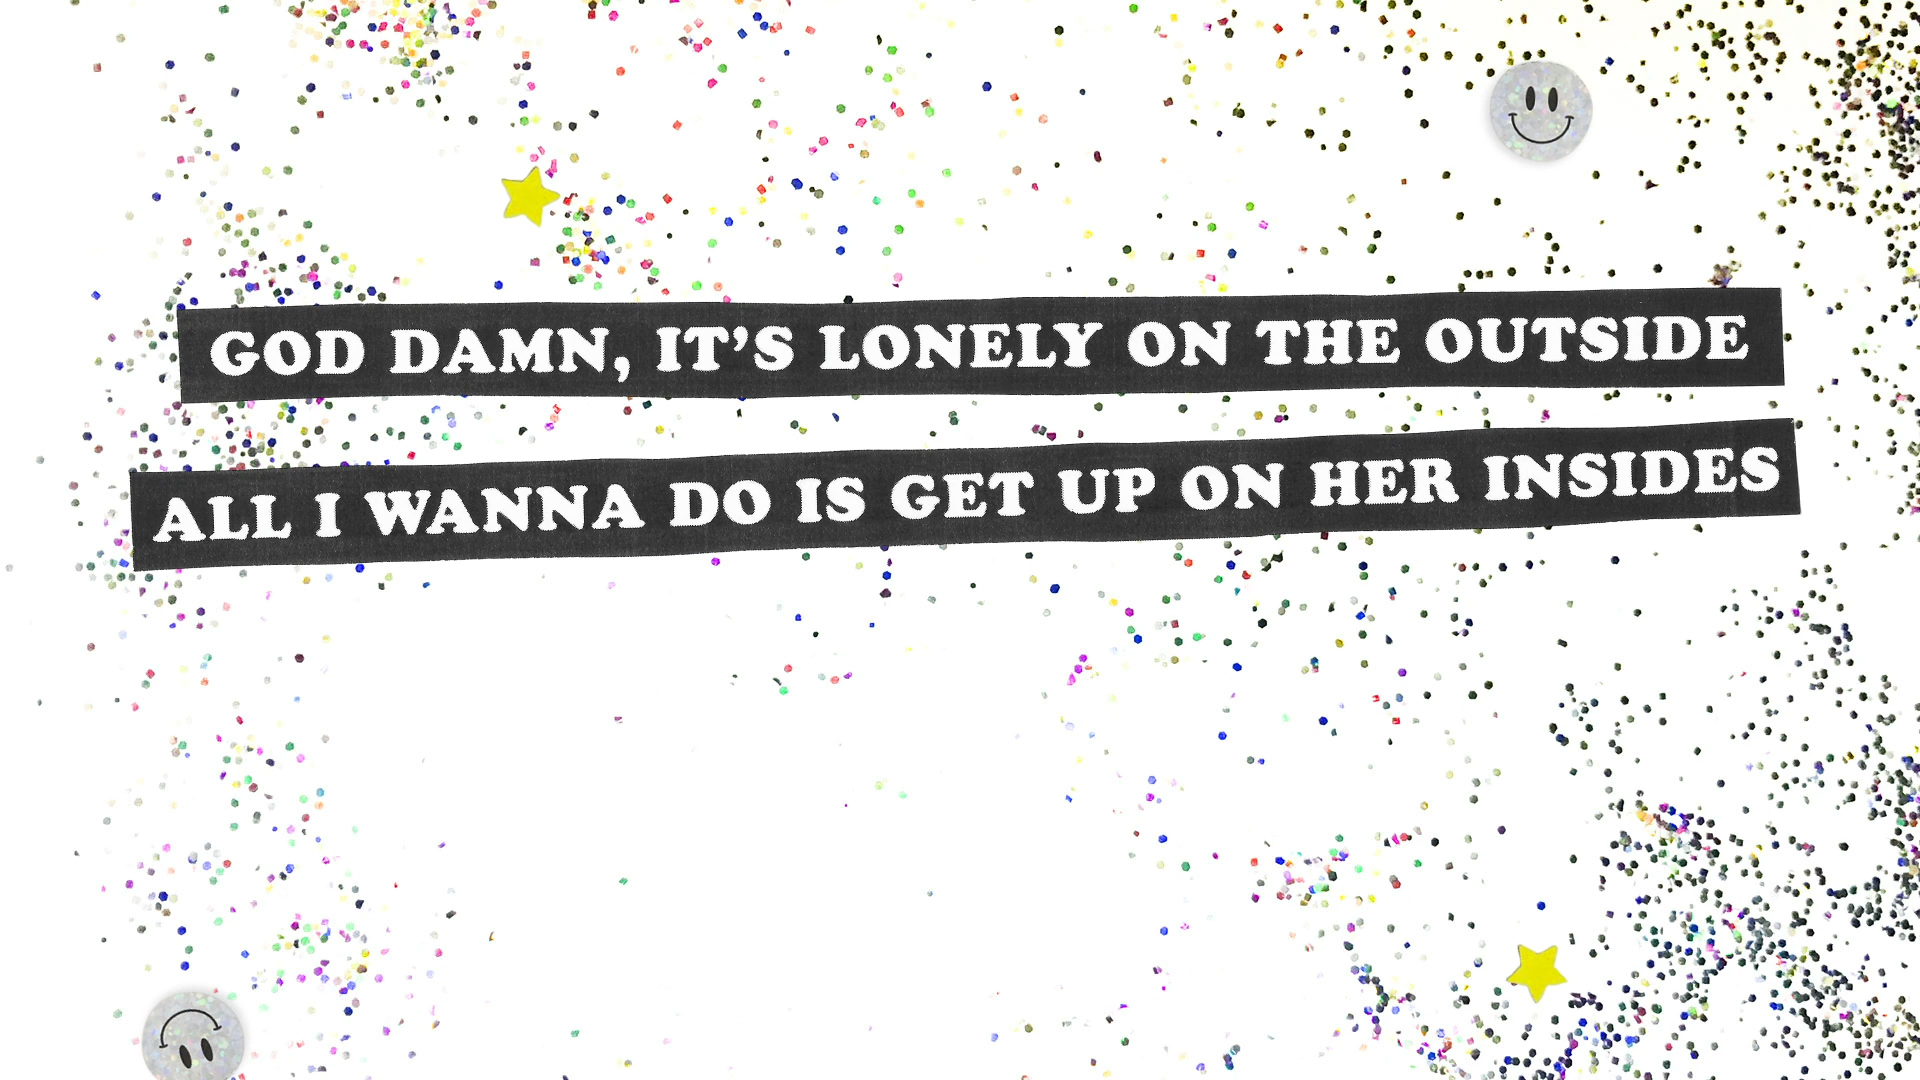 GOD DAMN, IT’S LONELY ON THE OUTSIDE
ALL I WANNA DO IS GET UP ON HER INSIDES